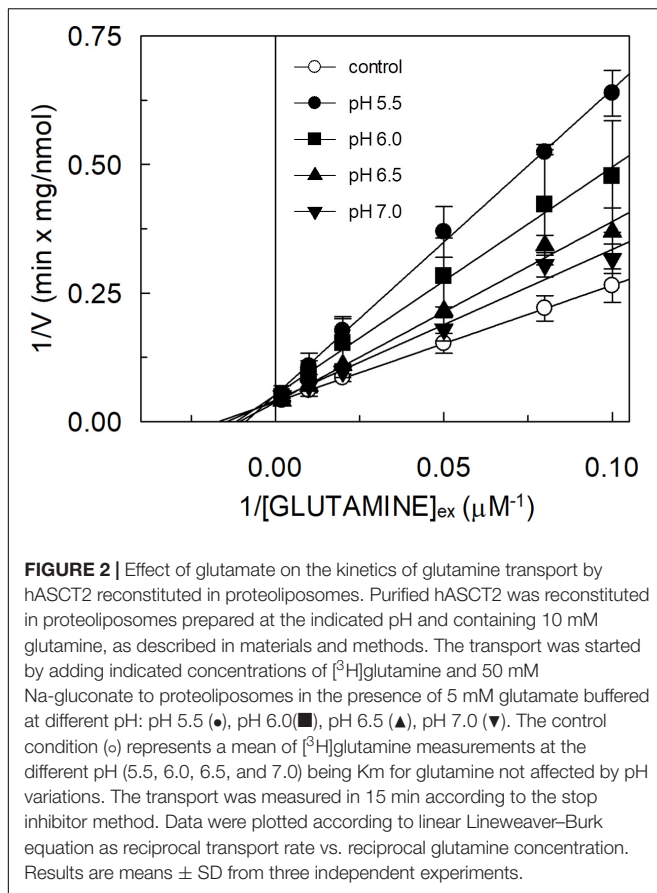 0.75
0.50
0.25
0.00
1/V (min x mg/nmol)
control
pH 5.5
pH 6.0
pH 6.5
pH 7.0
0.00
0.05
0.10
1/[GLUTAMINE]ex (μM-1)
FIGURE 2 | Effect of glutamate on the kinetics of glutamine transport by
hASCT2 reconstituted in proteoliposomes. Purified hASCT2 was reconstituted
in proteoliposomes prepared at the indicated pH and containing 10 mM
glutamine, as described in materials and methods. The transport was started
by adding indicated concentrations of [3H]glutamine and 50 mM
Na-gluconate to proteoliposomes in the presence of 5 mM glutamate buffered
at different pH: pH 5.5 (●), pH 6.0(■), pH 6.5 (▲), pH 7.0 (▼). The control
condition (○) represents a mean of [3H]glutamine measurements at the
different pH (5.5, 6.0, 6.5, and 7.0) being Km for glutamine not affected by pH
variations. The transport was measured in 15 min according to the stop
inhibitor method. Data were plotted according to linear Lineweaver–Burk
equation as reciprocal transport rate vs. reciprocal glutamine concentration.
Results are means ± SD from three independent experiments.